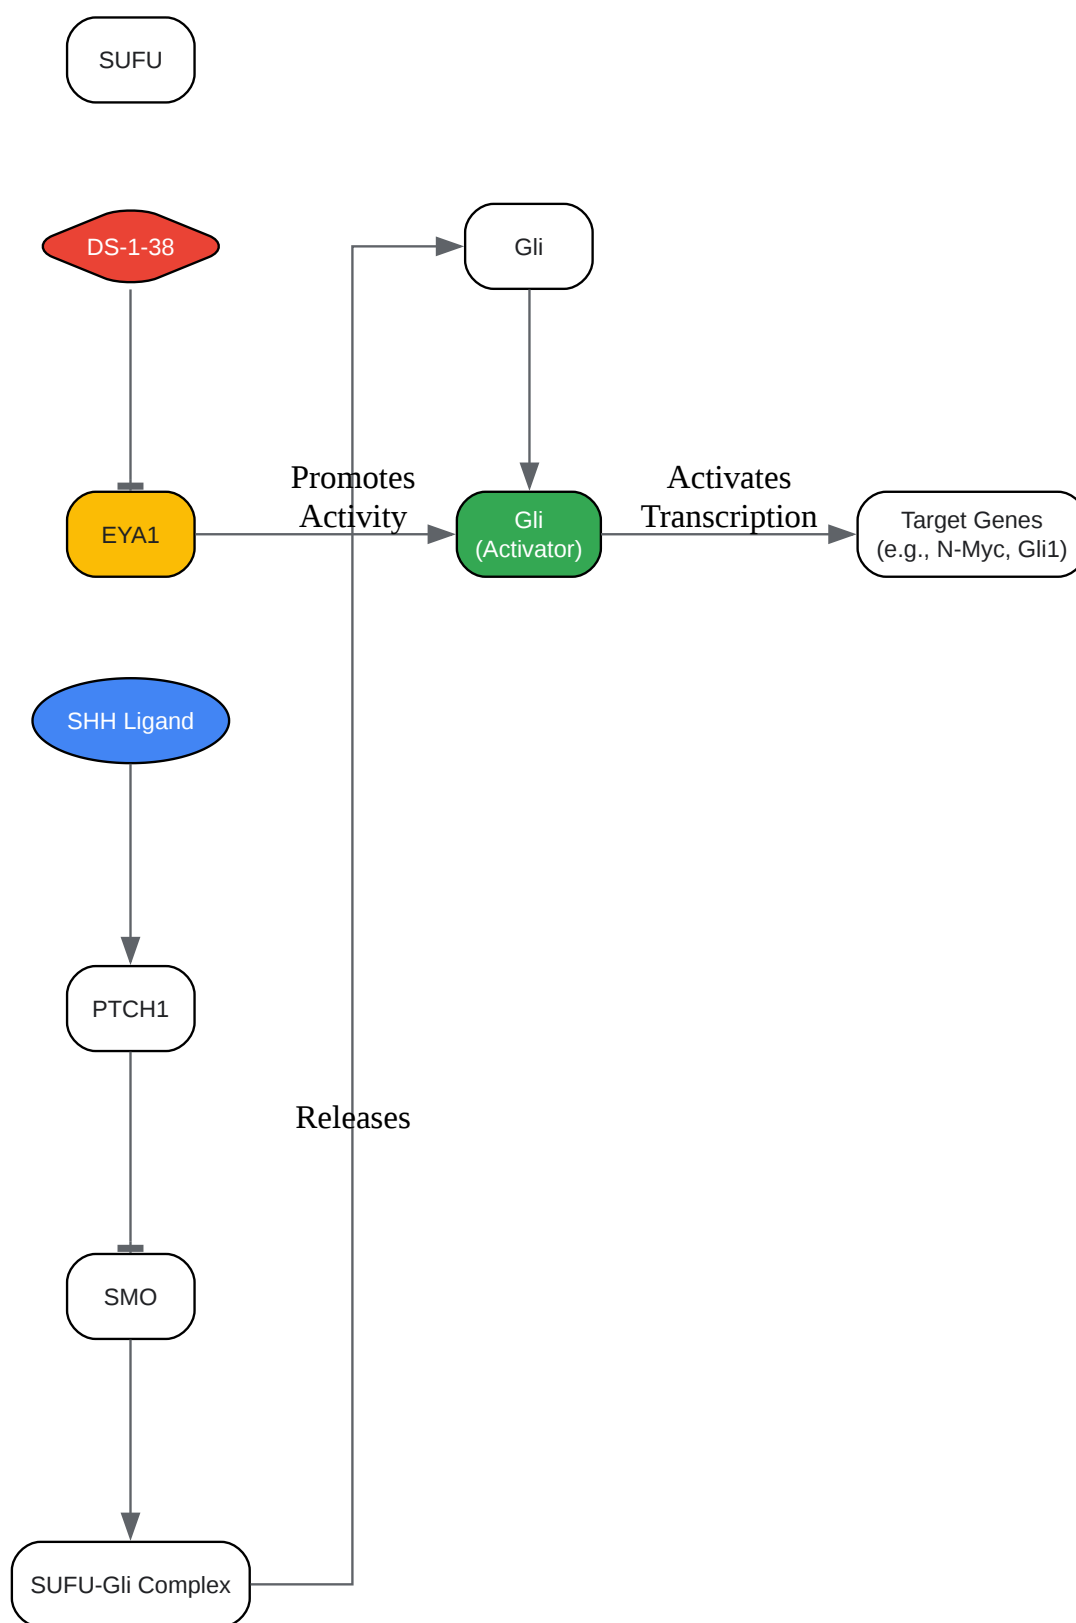 SUFU
DS-1-38
Gli
Promotes
Activity
Activates
Transcription
EYA1
Gli
(Activator)
Target Genes
(e.g., N-Myc, Gli1)
SHH Ligand
PTCH1
Releases
SMO
SUFU-Gli Complex